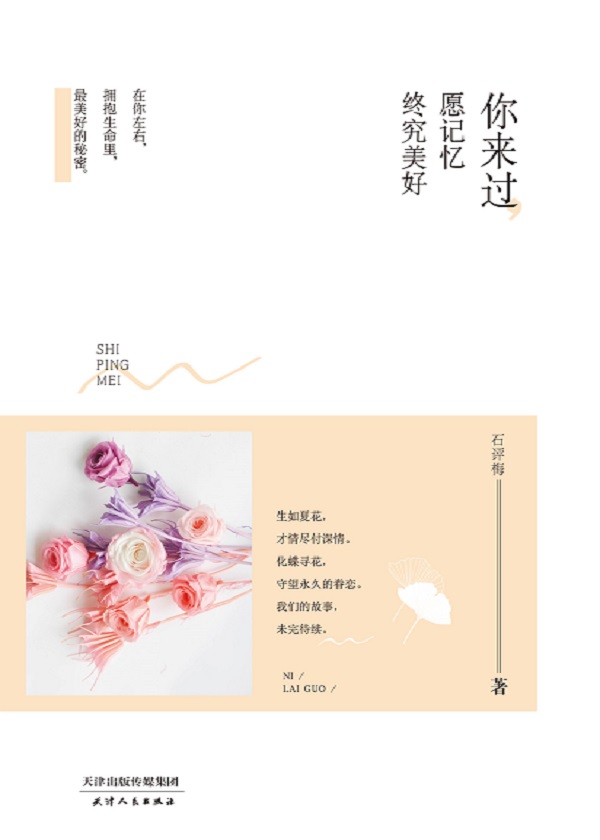 你来过，
愿记忆
终究美好
在你左右，
拥抱生命里，
最美好的秘密。
SHI
PING
MEI
石评梅
著
生如夏花，
才情尽付深情。
化蝶寻花，
守望永久的眷恋。
我们的故事，
未完待续。
NI /
LAI GUO /
天津出版传媒集团
天津人民出版社